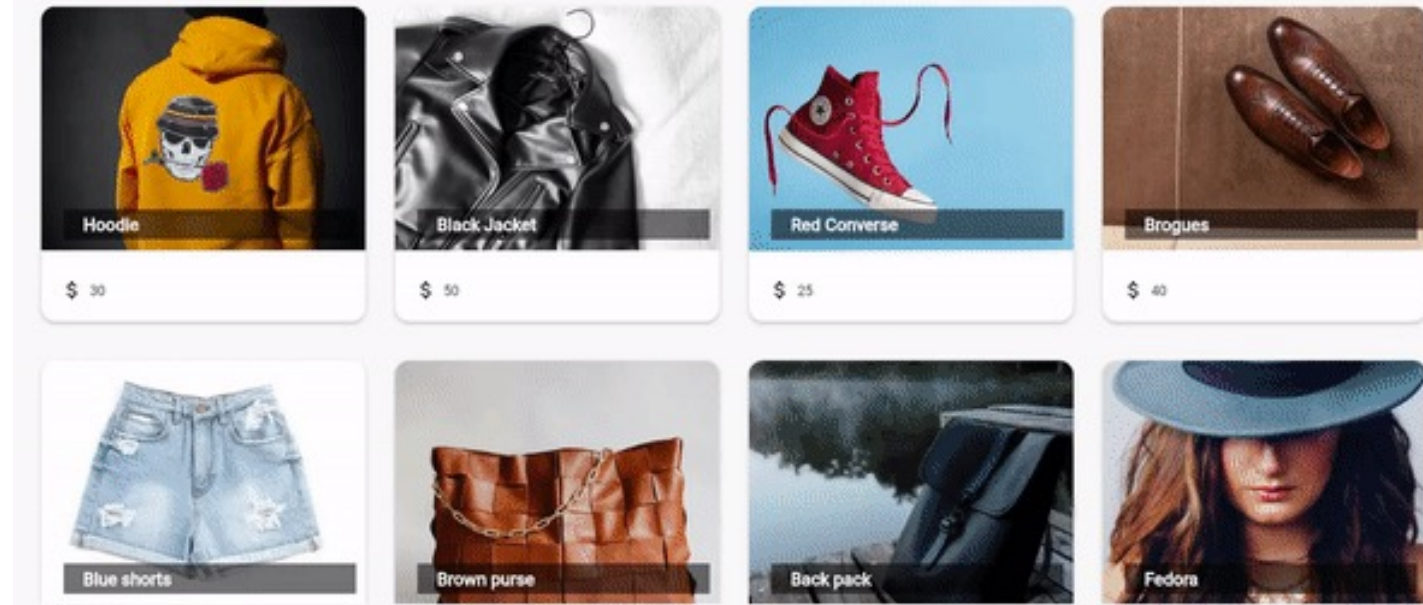 Hoodie
Black Jacket
Red Converse
Brogues
$ 30
$ 50
$ 25
$ 40
Blue shorts
Brown purse
Back pack
Fedora